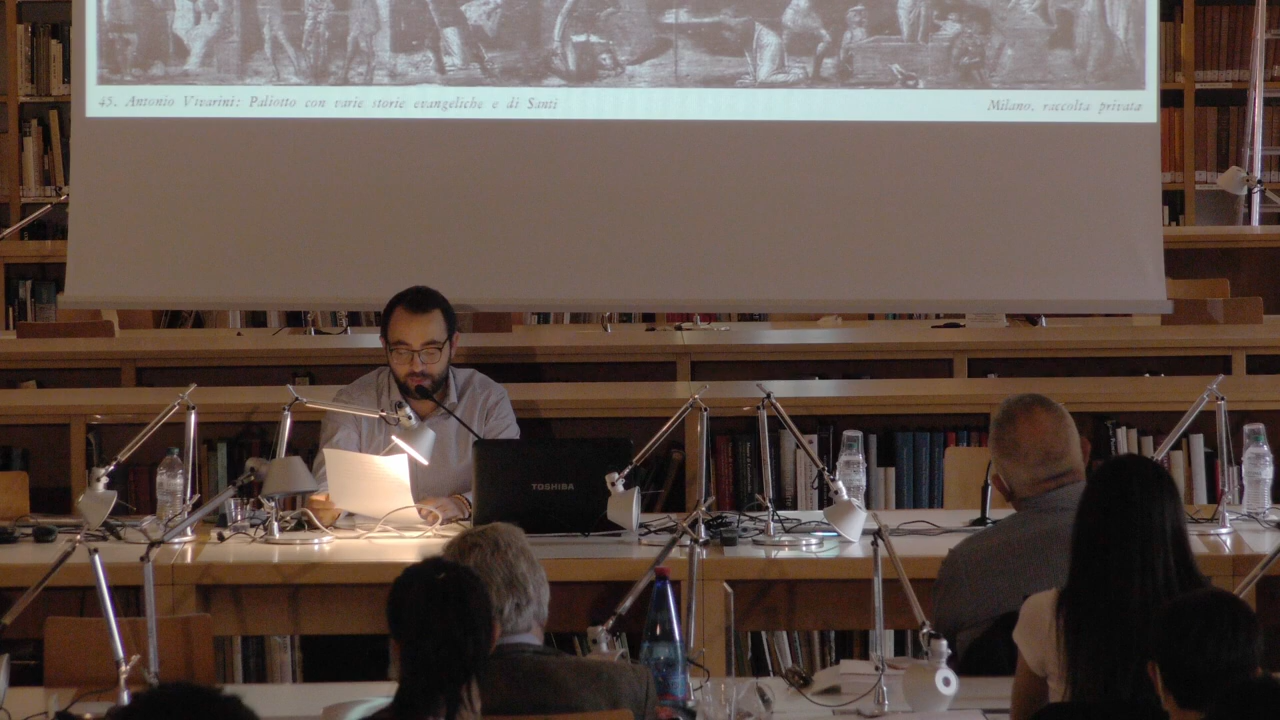 45. Antonio Vivarini: Paliotto con varie storie evangeliche e di Santi
Milano, raccolta privata
TOSHIBA